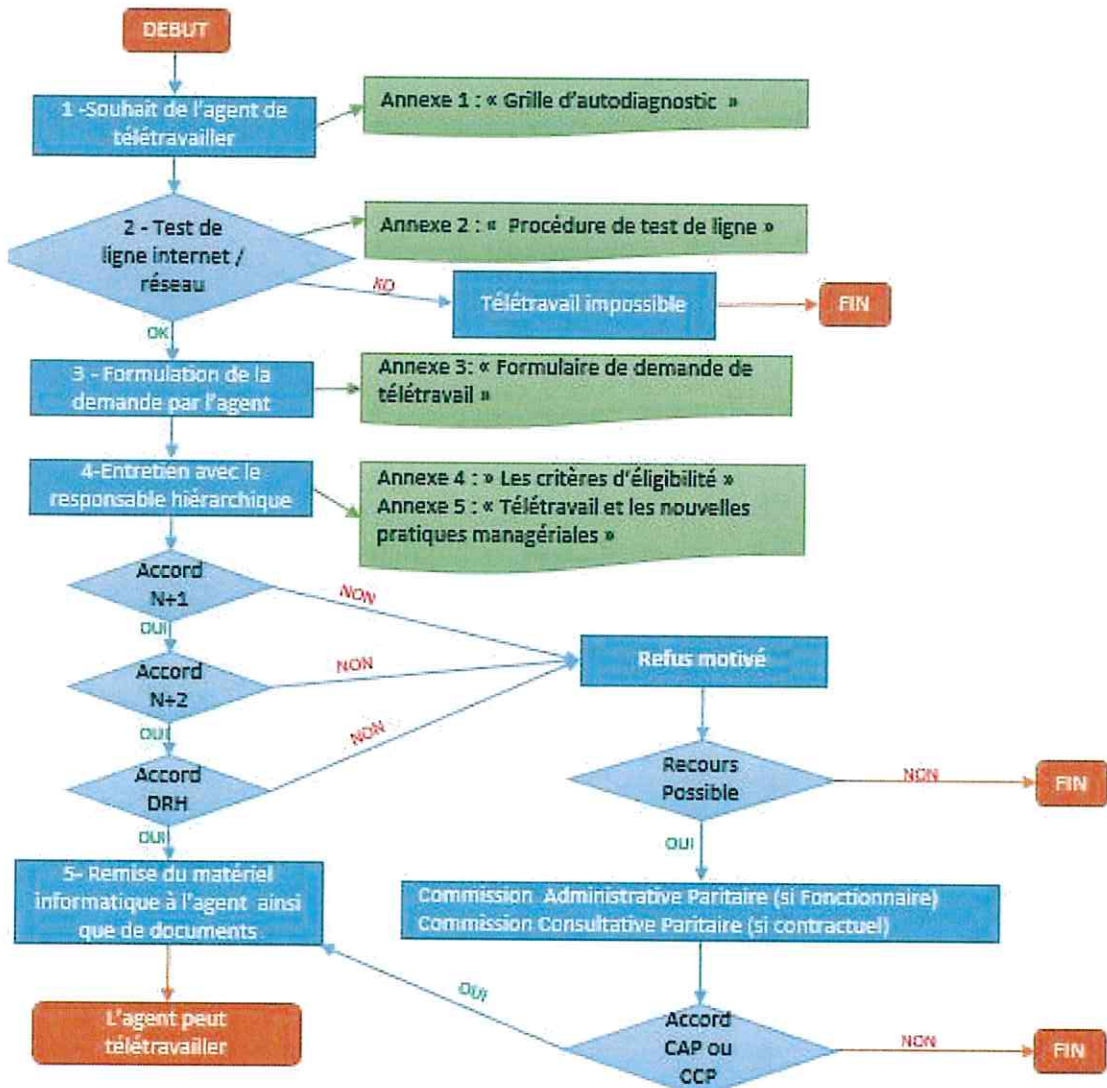 DEBUT
1 -Souhait de l'agent de
télétravailler
Annexe 1 : « Grille d'autodiagnostic »
2 - Test de
ligne internet /
réseau
Annexe 2 : « Procédure de test de ligne »
KO
Télétravail impossible
FIN
OK
3 - Formulation de la
demande par l'agent
Annexe 3: « Formulaire de demande de
télétravail »
4-Entretien avec le
responsable hiérarchique
Annexe 4 : » Les critères d'éligibilité »
Annexe 5 : « Télétravail et les nouvelles
pratiques managériales »
Accord
N+1
NON
OUI
Accord
N+2
NON
Refus motivé
OUI
Accord
DRH
NON
Recours
Possible
NON
FIN
OUI
OUI
5- Remise du matériel
informatique à l'agent ainsi
que de documents
Commission Administrative Paritaire (si Fonctionnaire)
Commission Consultative Paritaire (si contractuel)
OUI
L'agent peut
télétravailler
Accord
CAP ou
CCP
NON
FIN